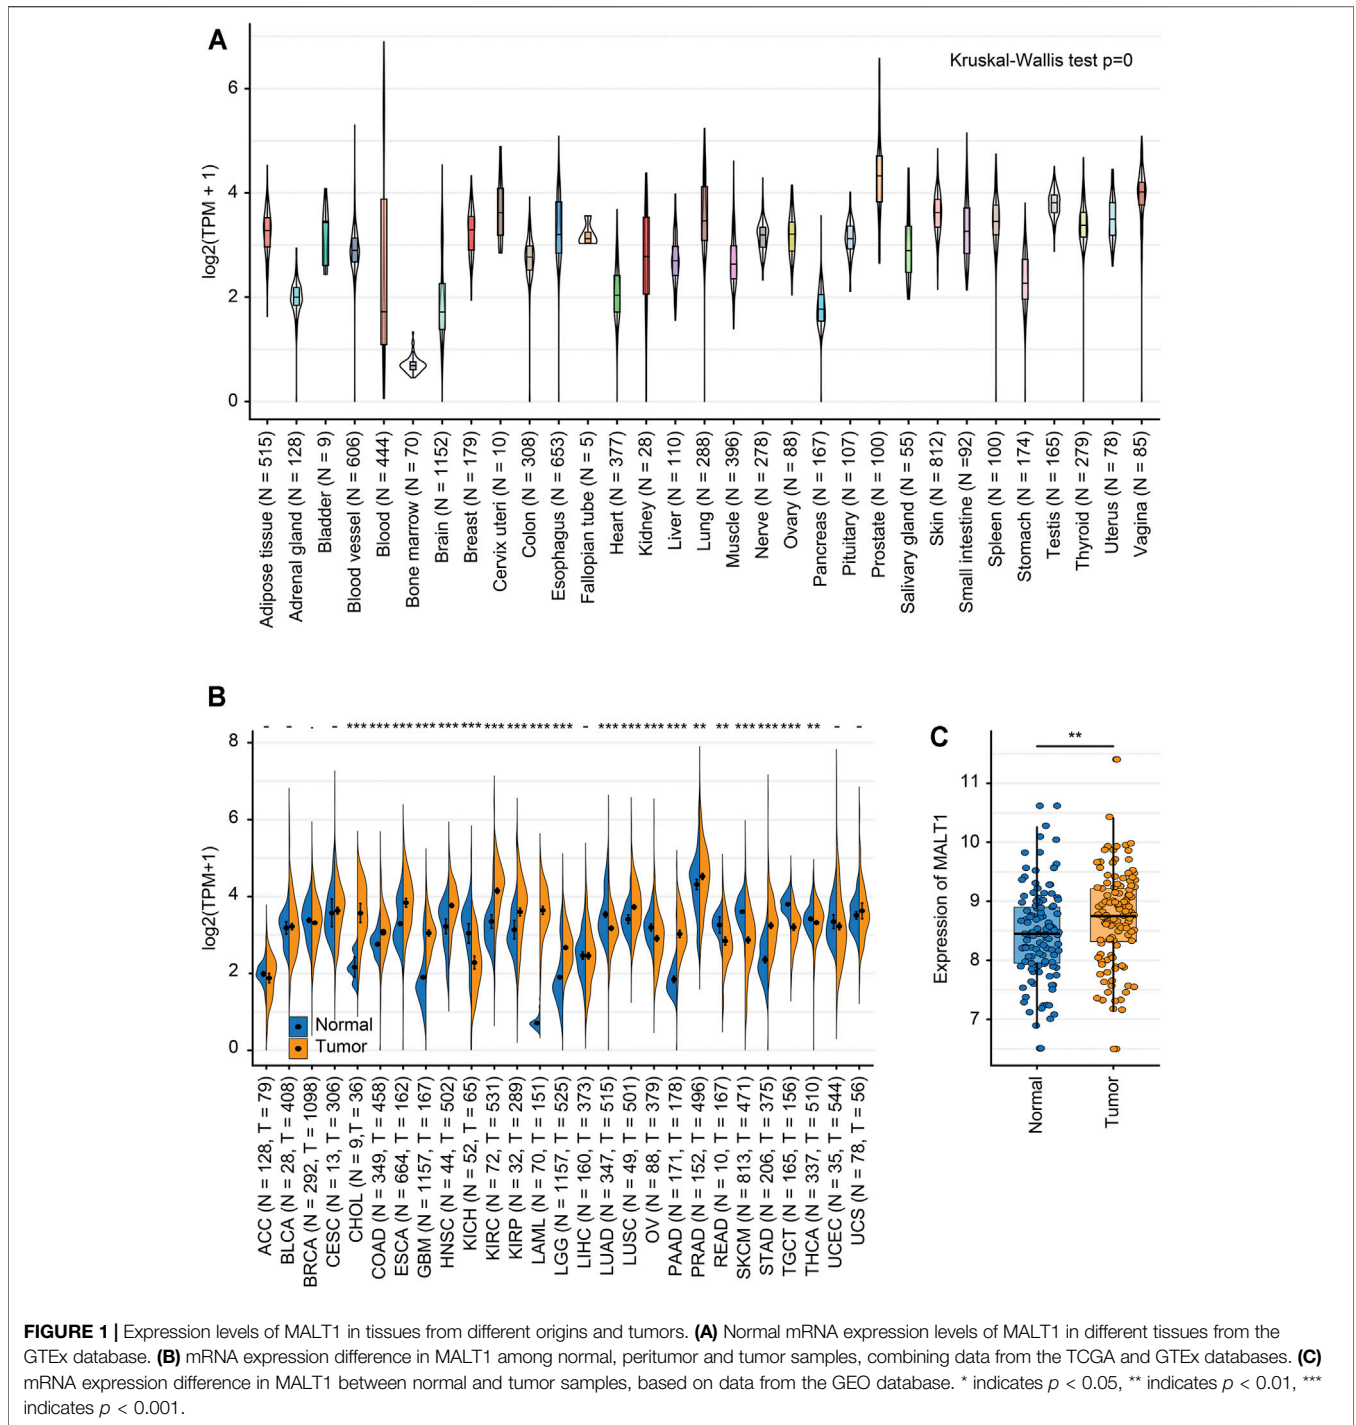 A
Kruskal-Wallis test p=0
log2(TPM + 1)
6
4
2
0
Adipose tissue (N = 515)
Adrenal gland (N = 128)
Bladder (N = 9)
Blood vessel (N = 606)
Blood (N = 444)
Bone marrow (N = 70)
Brain (N = 1152)
Breast (N = 179)
Cervix uteri (N = 10)
Colon (N = 308)
Esophagus (N = 653)
Fallopian tube (N = 5)
Heart (N = 377)
Kidney (N = 28)
Liver (N = 110)
Lung (N = 288)
Muscle (N = 396)
Nerve (N = 278)
Ovary (N = 88)
Pancreas (N = 167)
Pituitary (N = 107)
Prostate (N = 100)
Salivary gland (N = 55)
Skin (N = 812)
Small intestine (N =92)
Spleen (N = 100)
Stomach (N = 174)
Testis (N = 165)
Thyroid (N = 279)
Uterus (N = 78)
Vagina (N = 85)
B
- - . - *** *** *** *** *** *** *** *** *** *** - *** *** *** *** ** ** *** *** *** ** - -
log2(TPM+1)
8
6
4
2
0
Normal
Tumor
ACC (N = 128, T = 79)
BLCA (N = 28, T = 408)
BRCA (N = 292, T = 1098)
CESC (N = 13, T = 306)
CHOL (N = 9,T = 36)
COAD (N = 349, T = 458)
ESCA (N = 664, T = 162)
GBM (N = 1157, T = 167)
HNSC (N = 44, T = 502)
KICH (N = 52, T = 65)
KIRC (N = 72, T = 531)
KIRP (N = 32, T = 289)
LAML (N = 70, T = 151)
LGG (N = 1157, T = 525)
LIHC (N = 160, T = 373)
LUAD (N = 347, T = 515)
LUSC (N = 49, T = 501)
OV (N = 88, T = 379)
PAAD (N = 171, T = 178)
PRAD (N = 152, T = 496)
READ (N = 10, T = 167)
SKCM (N = 813, T = 471)
STAD (N = 206, T = 375)
TGCT (N = 165, T = 156)
THCA (N = 337, T = 510)
UCEC (N = 35, T = 544)
UCS (N = 78, T = 56)
C
**
Expression of MALT1
11
10
9
8
7
Normal
Tumor
FIGURE 1 | Expression levels of MALT1 in tissues from different origins and tumors. (A) Normal mRNA expression levels of MALT1 in different tissues from the
GTEx database. (B) mRNA expression difference in MALT1 among normal, peritumor and tumor samples, combining data from the TCGA and GTEx databases. (C)
mRNA expression difference in MALT1 between normal and tumor samples, based on data from the GEO database. * indicates p < 0.05, ** indicates p < 0.01, ***
indicates p < 0.001.